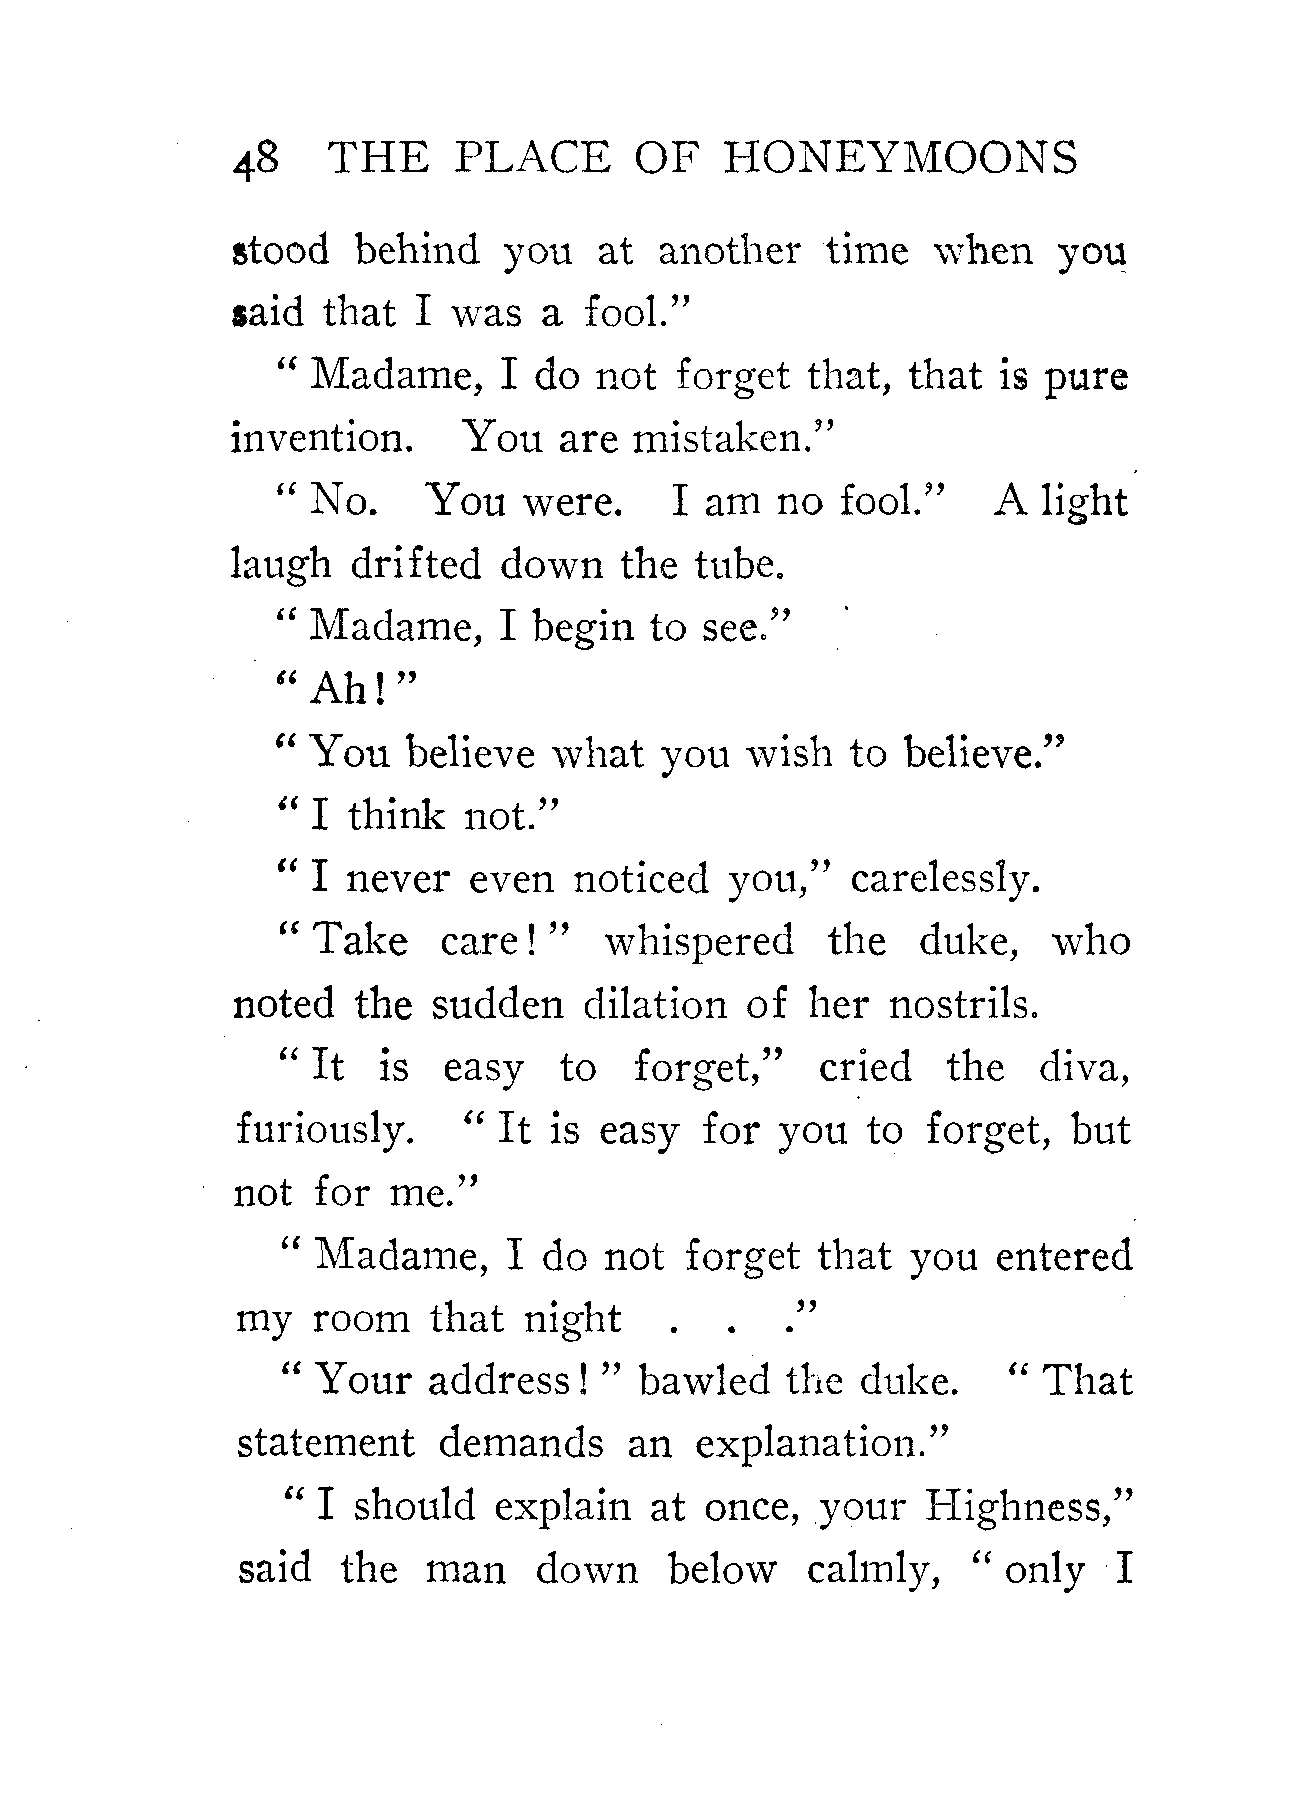 48 THE PLACE OF HONEYMOONS
stood behind you at another time when you
said that I was a fool.”
“ Madame, I do not forget that, that is pure
invention. You are mistaken.”
“ No. You were. I am no fool.” A light
laugh drifted down the tube.
“ Madame, I begin to see.”
“ Ah! ”
“ You believe what you wish to believe.”
“ I think not.”
“ I never even noticed you,” carelessly.
“ Take care! ” whispered the duke, who
noted the sudden dilation of her nostrils.
“ It is easy to forget,” cried the diva,
furiously. “ It is easy for you to forget, but
not for me.”
“ Madame, I do not forget that you entered
my room that night . . .”
“ Your address! ” bawled the duke. “ That
statement demands an explanation.”
“ I should explain at once, your Highness,”
said the man down below calmly, “ only I